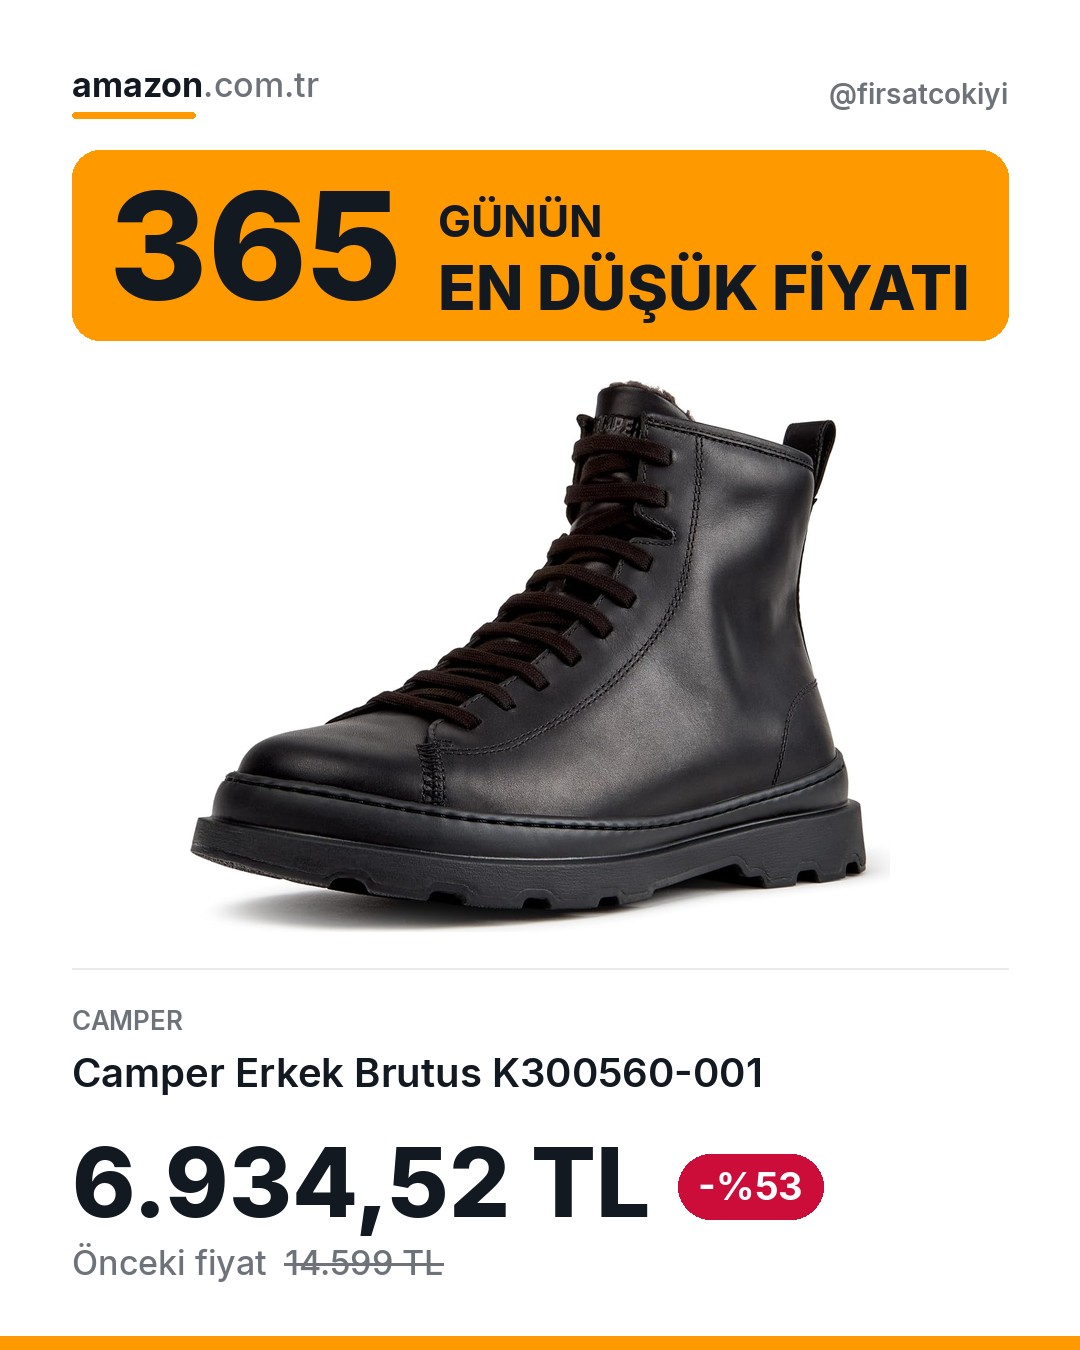 amazon.com.tr
@firsatcokiyi
365
GÜNÜN
EN DÜŞÜK FİYATI
CAMPER
Camper Erkek Brutus K300560-001
6.934,52 TL
-%53
Önceki fiyat 14.599 TL